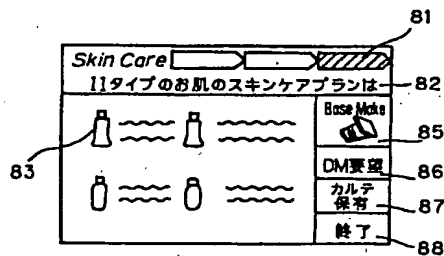 81
Skin Care
11タイプのお肌のスキンケアプランは
82
Base Make
85
83
DM要望
86
カルテ
保有
87
終了
88